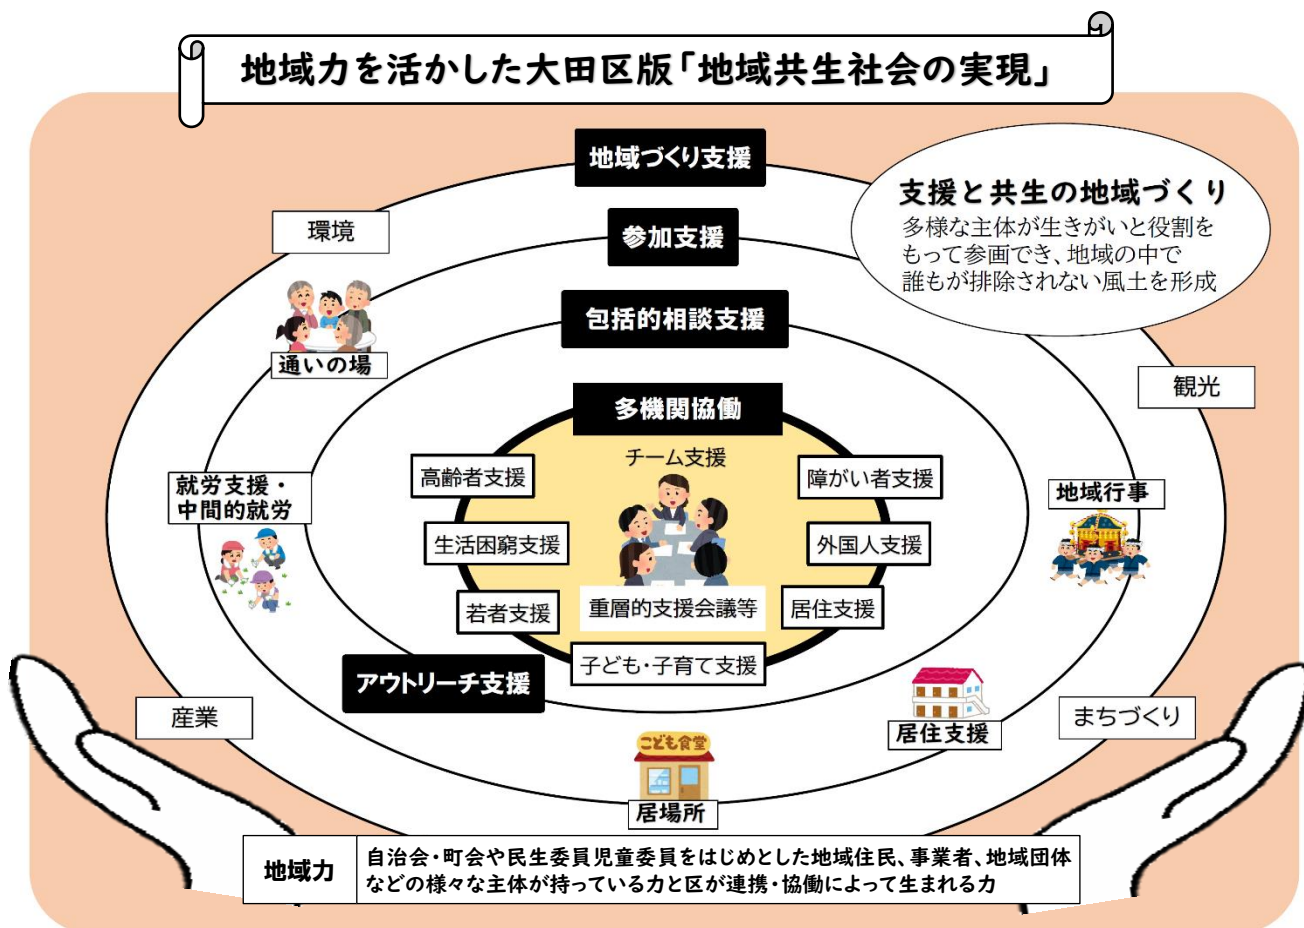 地域力を活かした大田区版「地域共生社会の実現」
地域づくり支援
支援と共生の地域づくり
多様な主体が生きがいと役割を
もって参画でき、地域の中で
誰もが排除されない風土を形成
環境
参加支援
包括的相談支援
通いの場
観光
多機関協働
チーム支援
高齢者支援
障がい者支援
就労支援・
中間的就労
地域行事
生活困窮支援
外国人支援
若者支援
重層的支援会議等
居住支援
子ども・子育て支援
アウトリーチ支援
産業
まちづくり
居住支援
こども食堂
居場所
地域力
自治会・町会や民生委員児童委員をはじめとした地域住民、事業者、地域団体
などの様々な主体が持っている力と区が連携・協働によって生まれる力